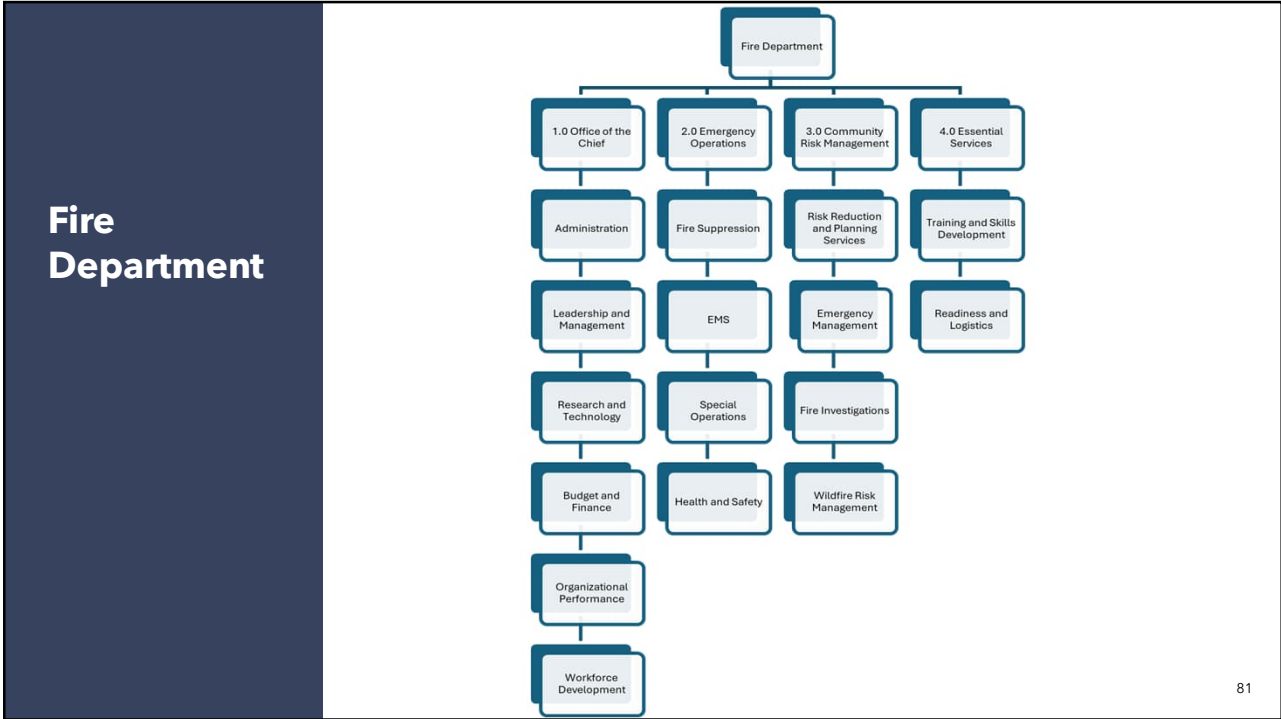 Fire
Department
Fire Department
1.0 Office of the
Chief
2.0 Emergency
Operations
3.0 Community
Risk Management
4.0 Essential
Services
Administration
Fire Suppression
Risk Reduction
and Planning
Services
Training and Skills
Development
Leadership and
Management
EMS
Emergency
Management
Readiness and
Logistics
Research and
Technology
Special
Operations
Fire Investigations
Budget and
Finance
Health and Safety
Wildfire Risk
Management
Organizational
Performance
Workforce
Development
81